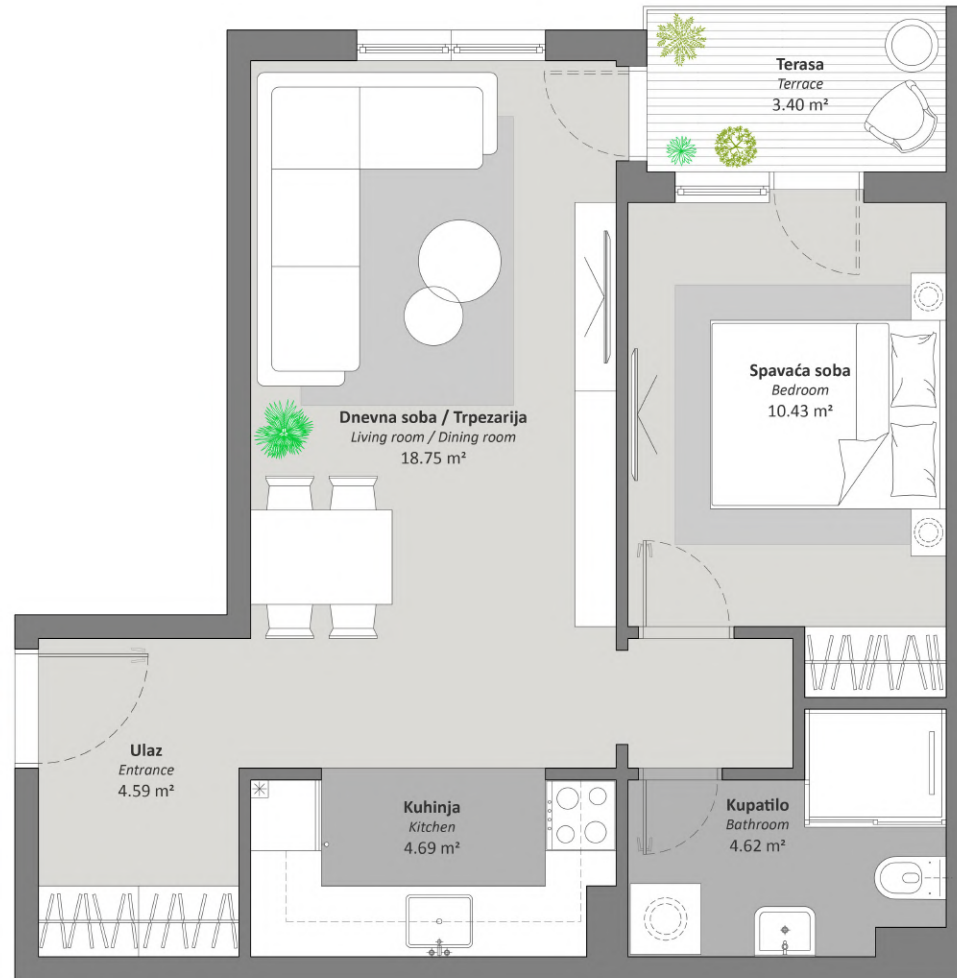 Terasa
Terrace
3.40 m²
Spavaća soba
Bedroom
10.43 m²
Dnevna soba / Trpezarija
Living room / Dining room
18.75 m²
Ulaz
Entrance
4.59 m²
Kuhinja
Kitchen
4.69 m²
Kupatilo
Bathroom
4.62 m²